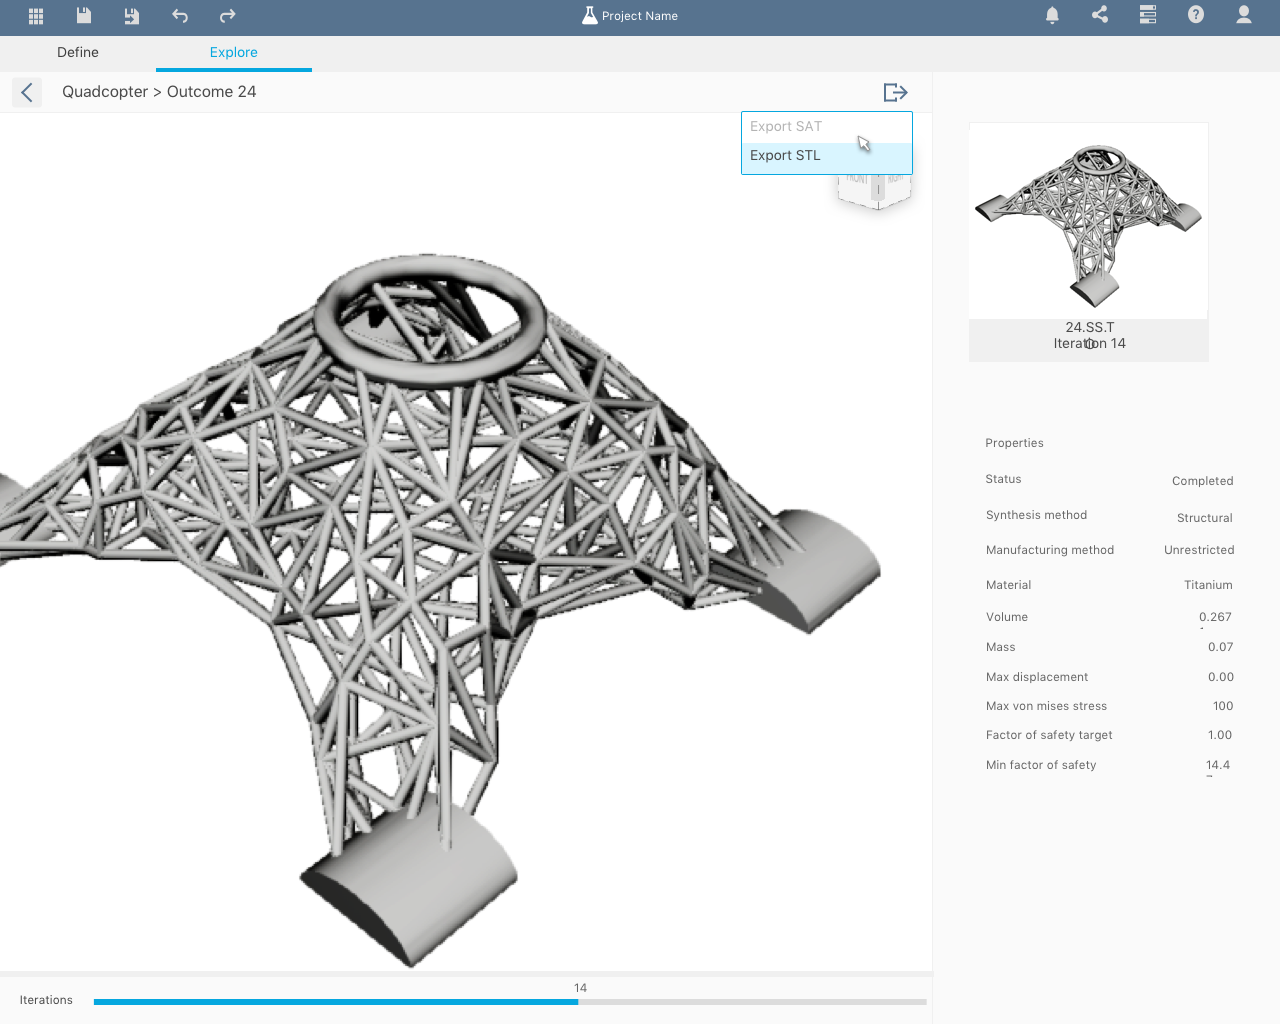 Project Name
Define
Explore
Quadcopter > Outcome 24
Export SAT
Export STL
FRONT
RIGHT
24.SS.T
Iteration 14
Properties
Status Completed
Synthesis method Structural
Manufacturing method Unrestricted
Material Titanium
Volume 0.267
Mass 0.07
Max displacement 0.00
Max von mises stress 100
Factor of safety target 1.00
Min factor of safety 14.4
14
Iterations